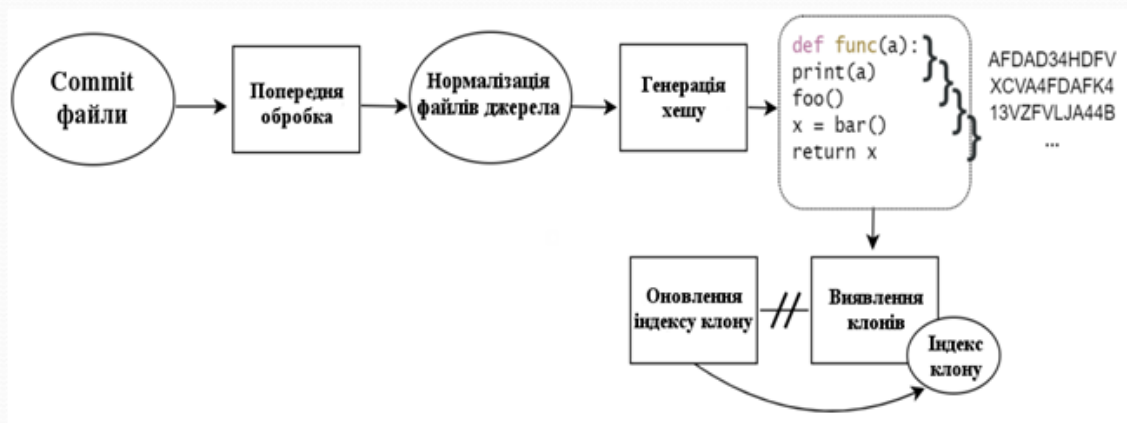 Commit
файли
Попередня
обробка
Нормалізація
файлів джерела
Генерація
хешу
def func(a):
print(a)
foo()
x = bar()
return x
AFDAD34HDFV
XCVA4FDAFK4
13VZFVLJA44B
...
Оновлення
індексу клону
Виявлення
клонів
Індекс
клону